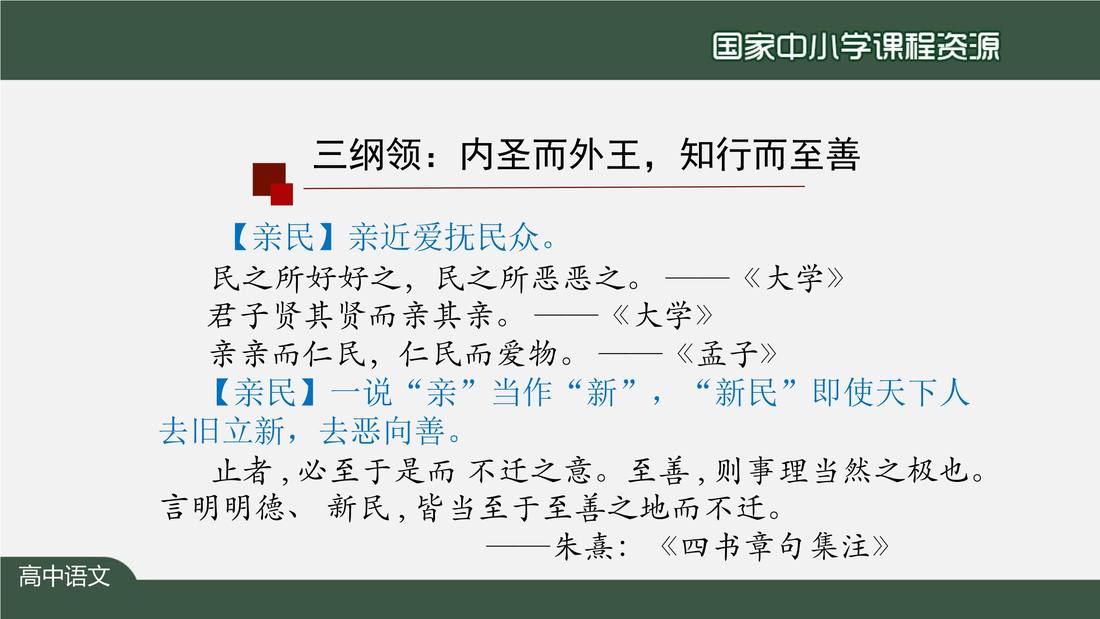 国家中小学课程资源
三纲领：内圣而外王，知行而至善
【亲民】亲近爱抚民众。
民之所好好之，民之所恶恶之。 ——《大学》
君子贤其贤而亲其亲。 ——《大学》
亲亲而仁民，仁民而爱物。 ——《孟子》
【亲民】一说“亲”当作“新”，“新民”即使天下人
去旧立新，去恶向善。
止者,必至于是而 不迁之意。至善,则事理当然之极也。
言明明德、 新民,皆当至于至善之地而不迁。
——朱熹：《四书章句集注》
高中语文